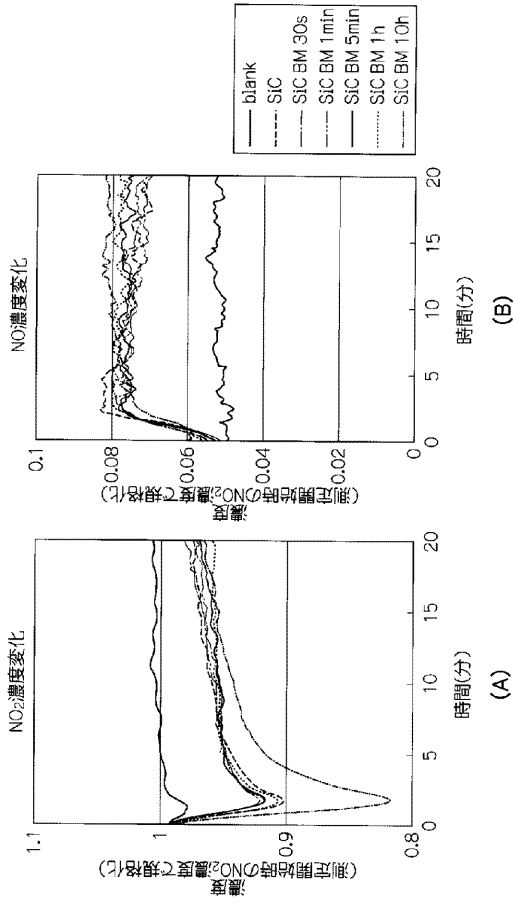 NO₂濃度変化
濃度
(測定開始時のNO₂濃度で規格化)
1.1
1
0.9
0.8
0
5
10
15
20
時間(分)
(A)
NO濃度変化
濃度
(測定開始時のNO₂濃度で規格化)
0.1
0.08
0.06
0.04
0.02
0
0
5
10
15
20
時間(分)
(B)
blank
SiC
SiC BM 30s
SiC BM 1min
SiC BM 5min
SiC BM 1h
SiC BM 10h